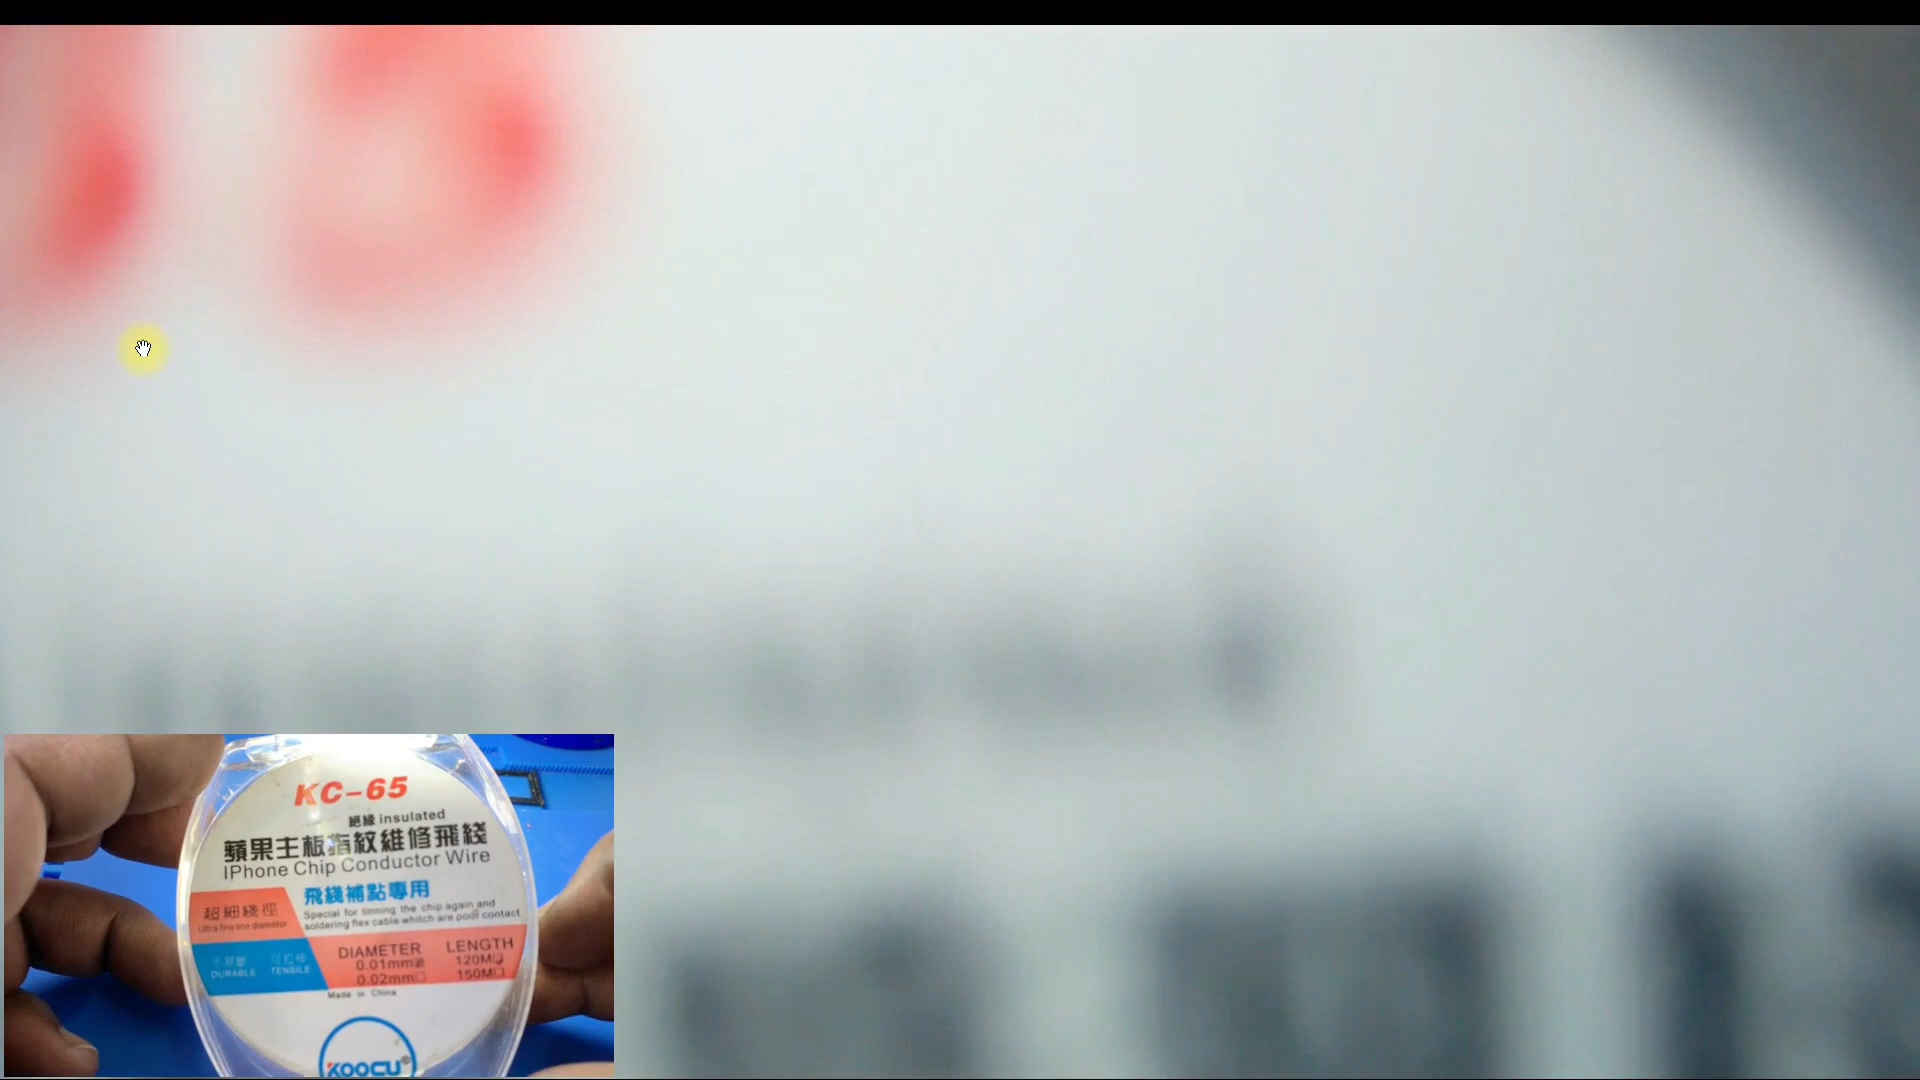 KC-65
絕緣 insulated
蘋果主板指紋維修飛綫
IPhone Chip Conductor Wire
飛綫補點專用
超細綫徑
Ultra fine line diameter
Special for tinning the chip again and
soldering flex cable whitch are poor contact
不易斷 可拉伸
DURABLE TENSILE
DIAMETER LENGTH
0.01mm 120M
0.02mm 150M
Made in China
KOOCU®